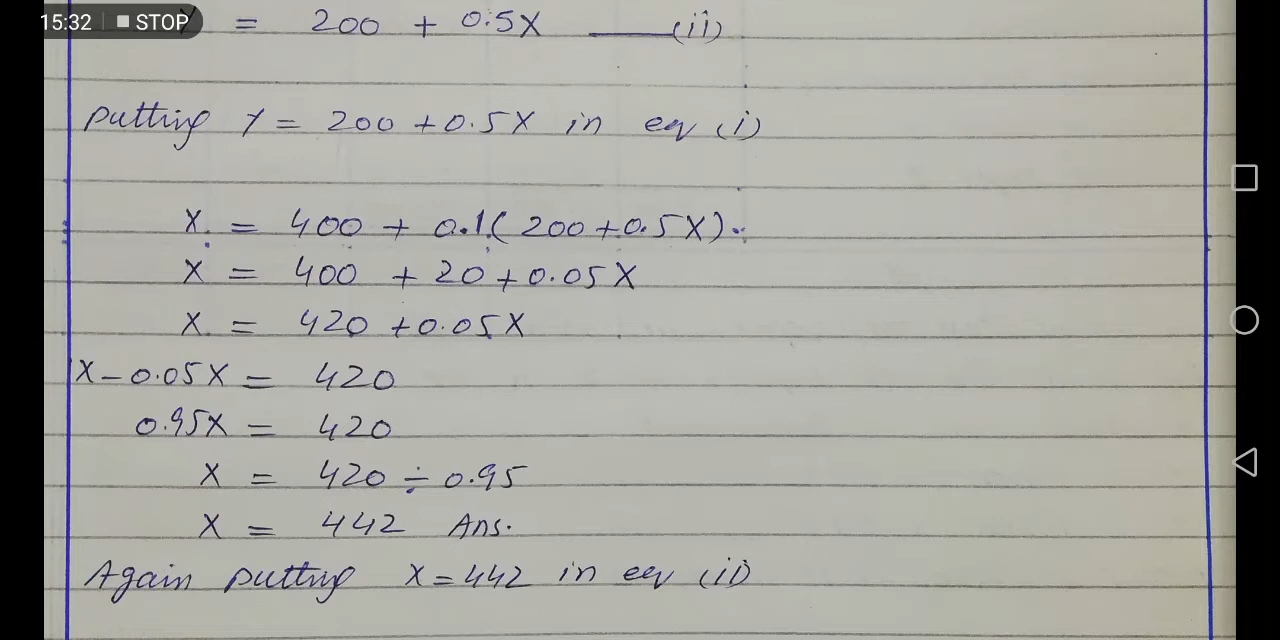 15:32 STOP
= 200 + 0.5X ——(ii)
Putting Y = 200 + 0.5X in eq (i)
X = 400 + 0.1(200 + 0.5X)
X = 400 + 20 + 0.05X
X = 420 + 0.05X
X - 0.05X = 420
0.95X = 420
X = 420 ÷ 0.95
X = 442 Ans.
Again putting X = 442 in eq (ii)